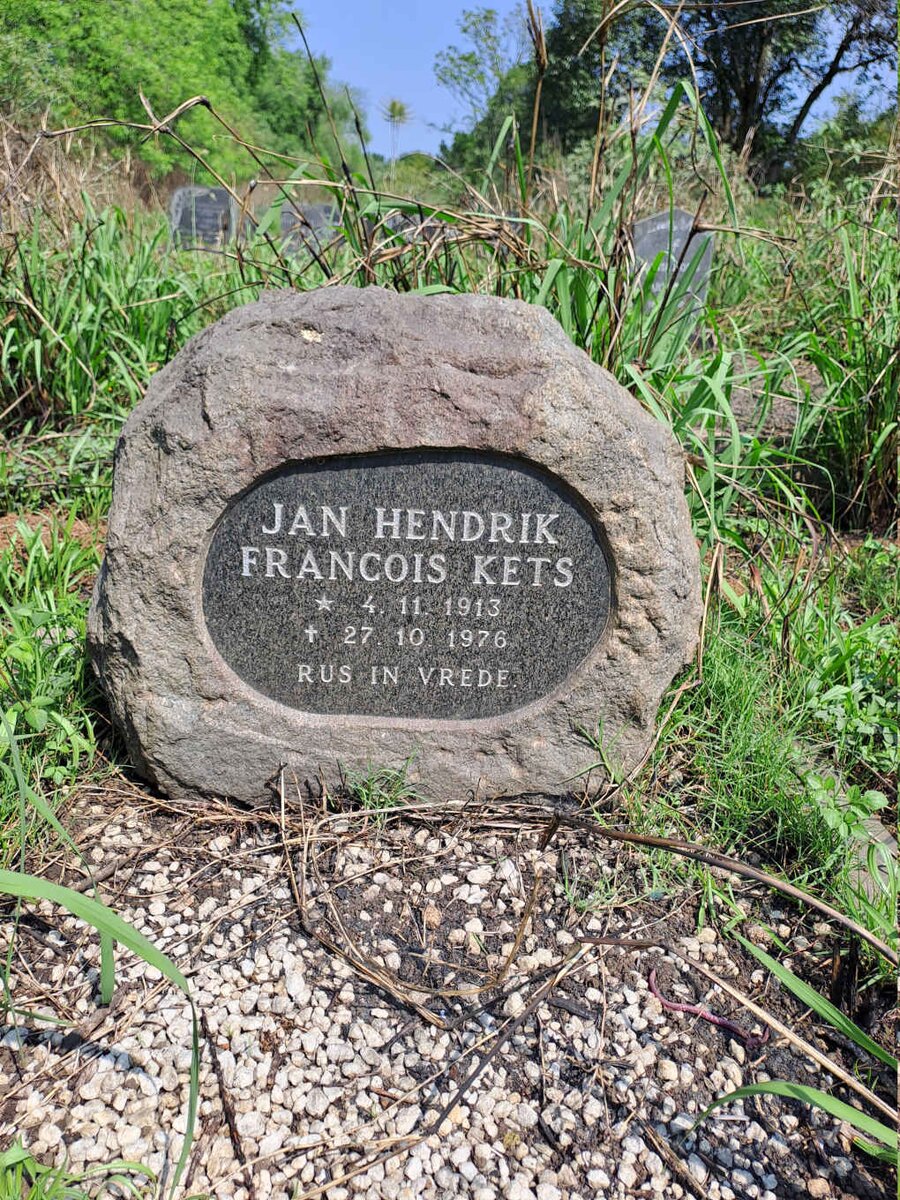 JAN HENDRIK
FRANCOIS KETS
★ 4.11.1913
✝ 27.10 1976
RUS IN VREDE.